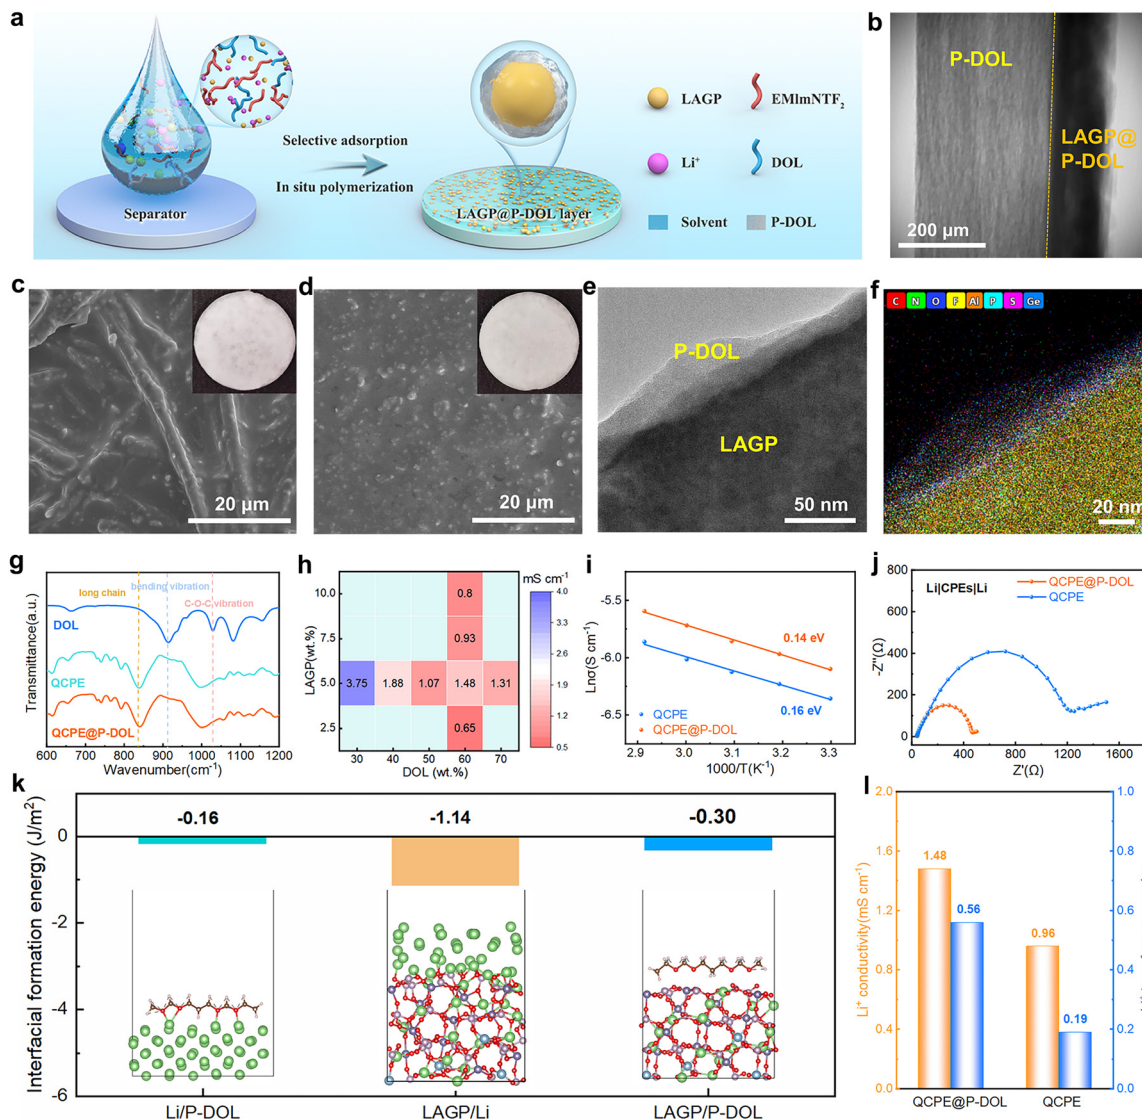 a
LAGP
EMImNTF2
Selective adsorption
In situ polymerization
Li+
DOL
Separator
LAGP@P-DOL layer
Solvent
P-DOL
b
P-DOL
LAGP@
P-DOL
200 μm
c
20 μm
d
20 μm
e
P-DOL
LAGP
50 nm
f
C N O F Al P S Ge
20 nm
g
long chain
bending vibration
C-O-C vibration
DOL
QCPE
QCPE@P-DOL
Transmittance(a.u.)
600 700 800 900 1000 1100 1200
Wavenumber(cm-1)
h
mS cm-1
LAGP(wt.%)
10.0
7.5
5.0
2.5
0.8
0.93
3.75 1.88 1.07 1.48 1.31
0.65
30 40 50 60 70
DOL (wt.%)
4.0
3.6
2.9
2.3
1.7
1.2
0.5
i
Lnσ(S cm-1)
-5.5
-6.0
-6.5
0.14 eV
0.16 eV
QCPE
QCPE@P-DOL
2.9 3.0 3.1 3.2 3.3
1000/T(K-1)
j
-Z''(Ω)
800
600
400
200
0
Li|CPEs|Li
QCPE@P-DOL
QCPE
0 400 800 1200 1600
Z'(Ω)
k
Interfacial formation energy (J/m2)
0
-2
-4
-6
-0.16 -1.14 -0.30
Li/P-DOL LAGP/Li LAGP/P-DOL
l
Li+ conductivity(mS cm-1)
2.0
1.6
1.2
0.8
0.4
0.0
1.48
0.56
0.96
0.19
1.0
0.8
0.6
0.4
0.2
0.0
QCPE@P-DOL QCPE